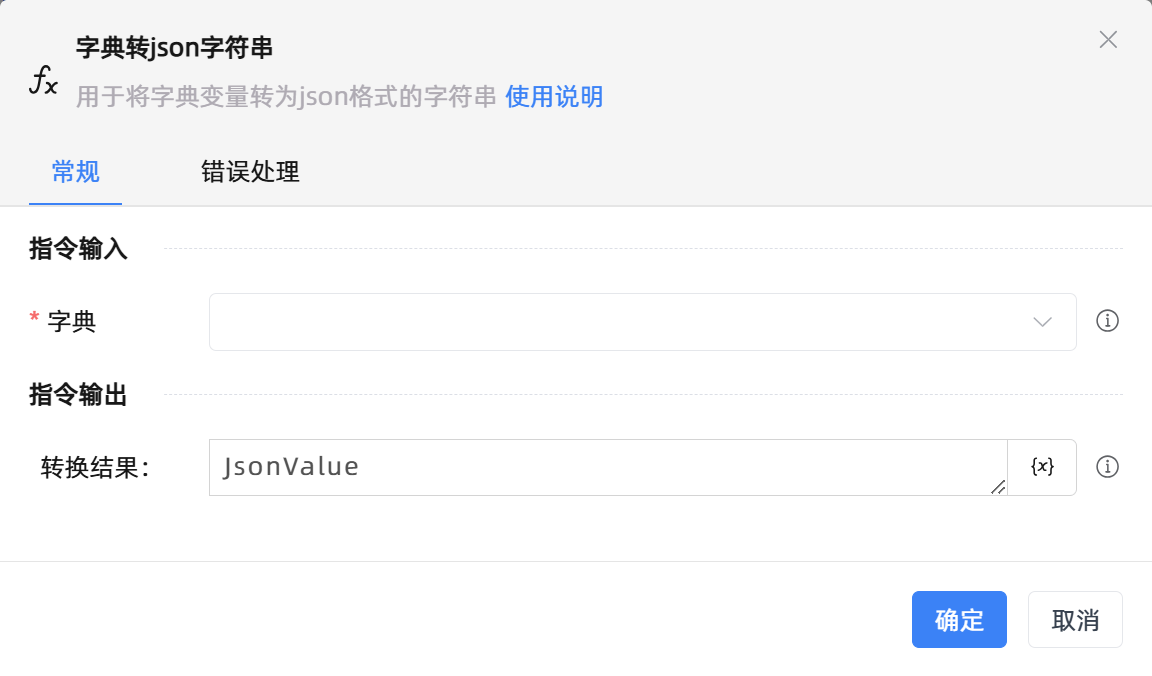 字典转json字符串
fx
用于将字典变量转为json格式的字符串 使用说明
常规 错误处理
指令输入
* 字典
指令输出
转换结果： JsonValue {x}
确定 取消